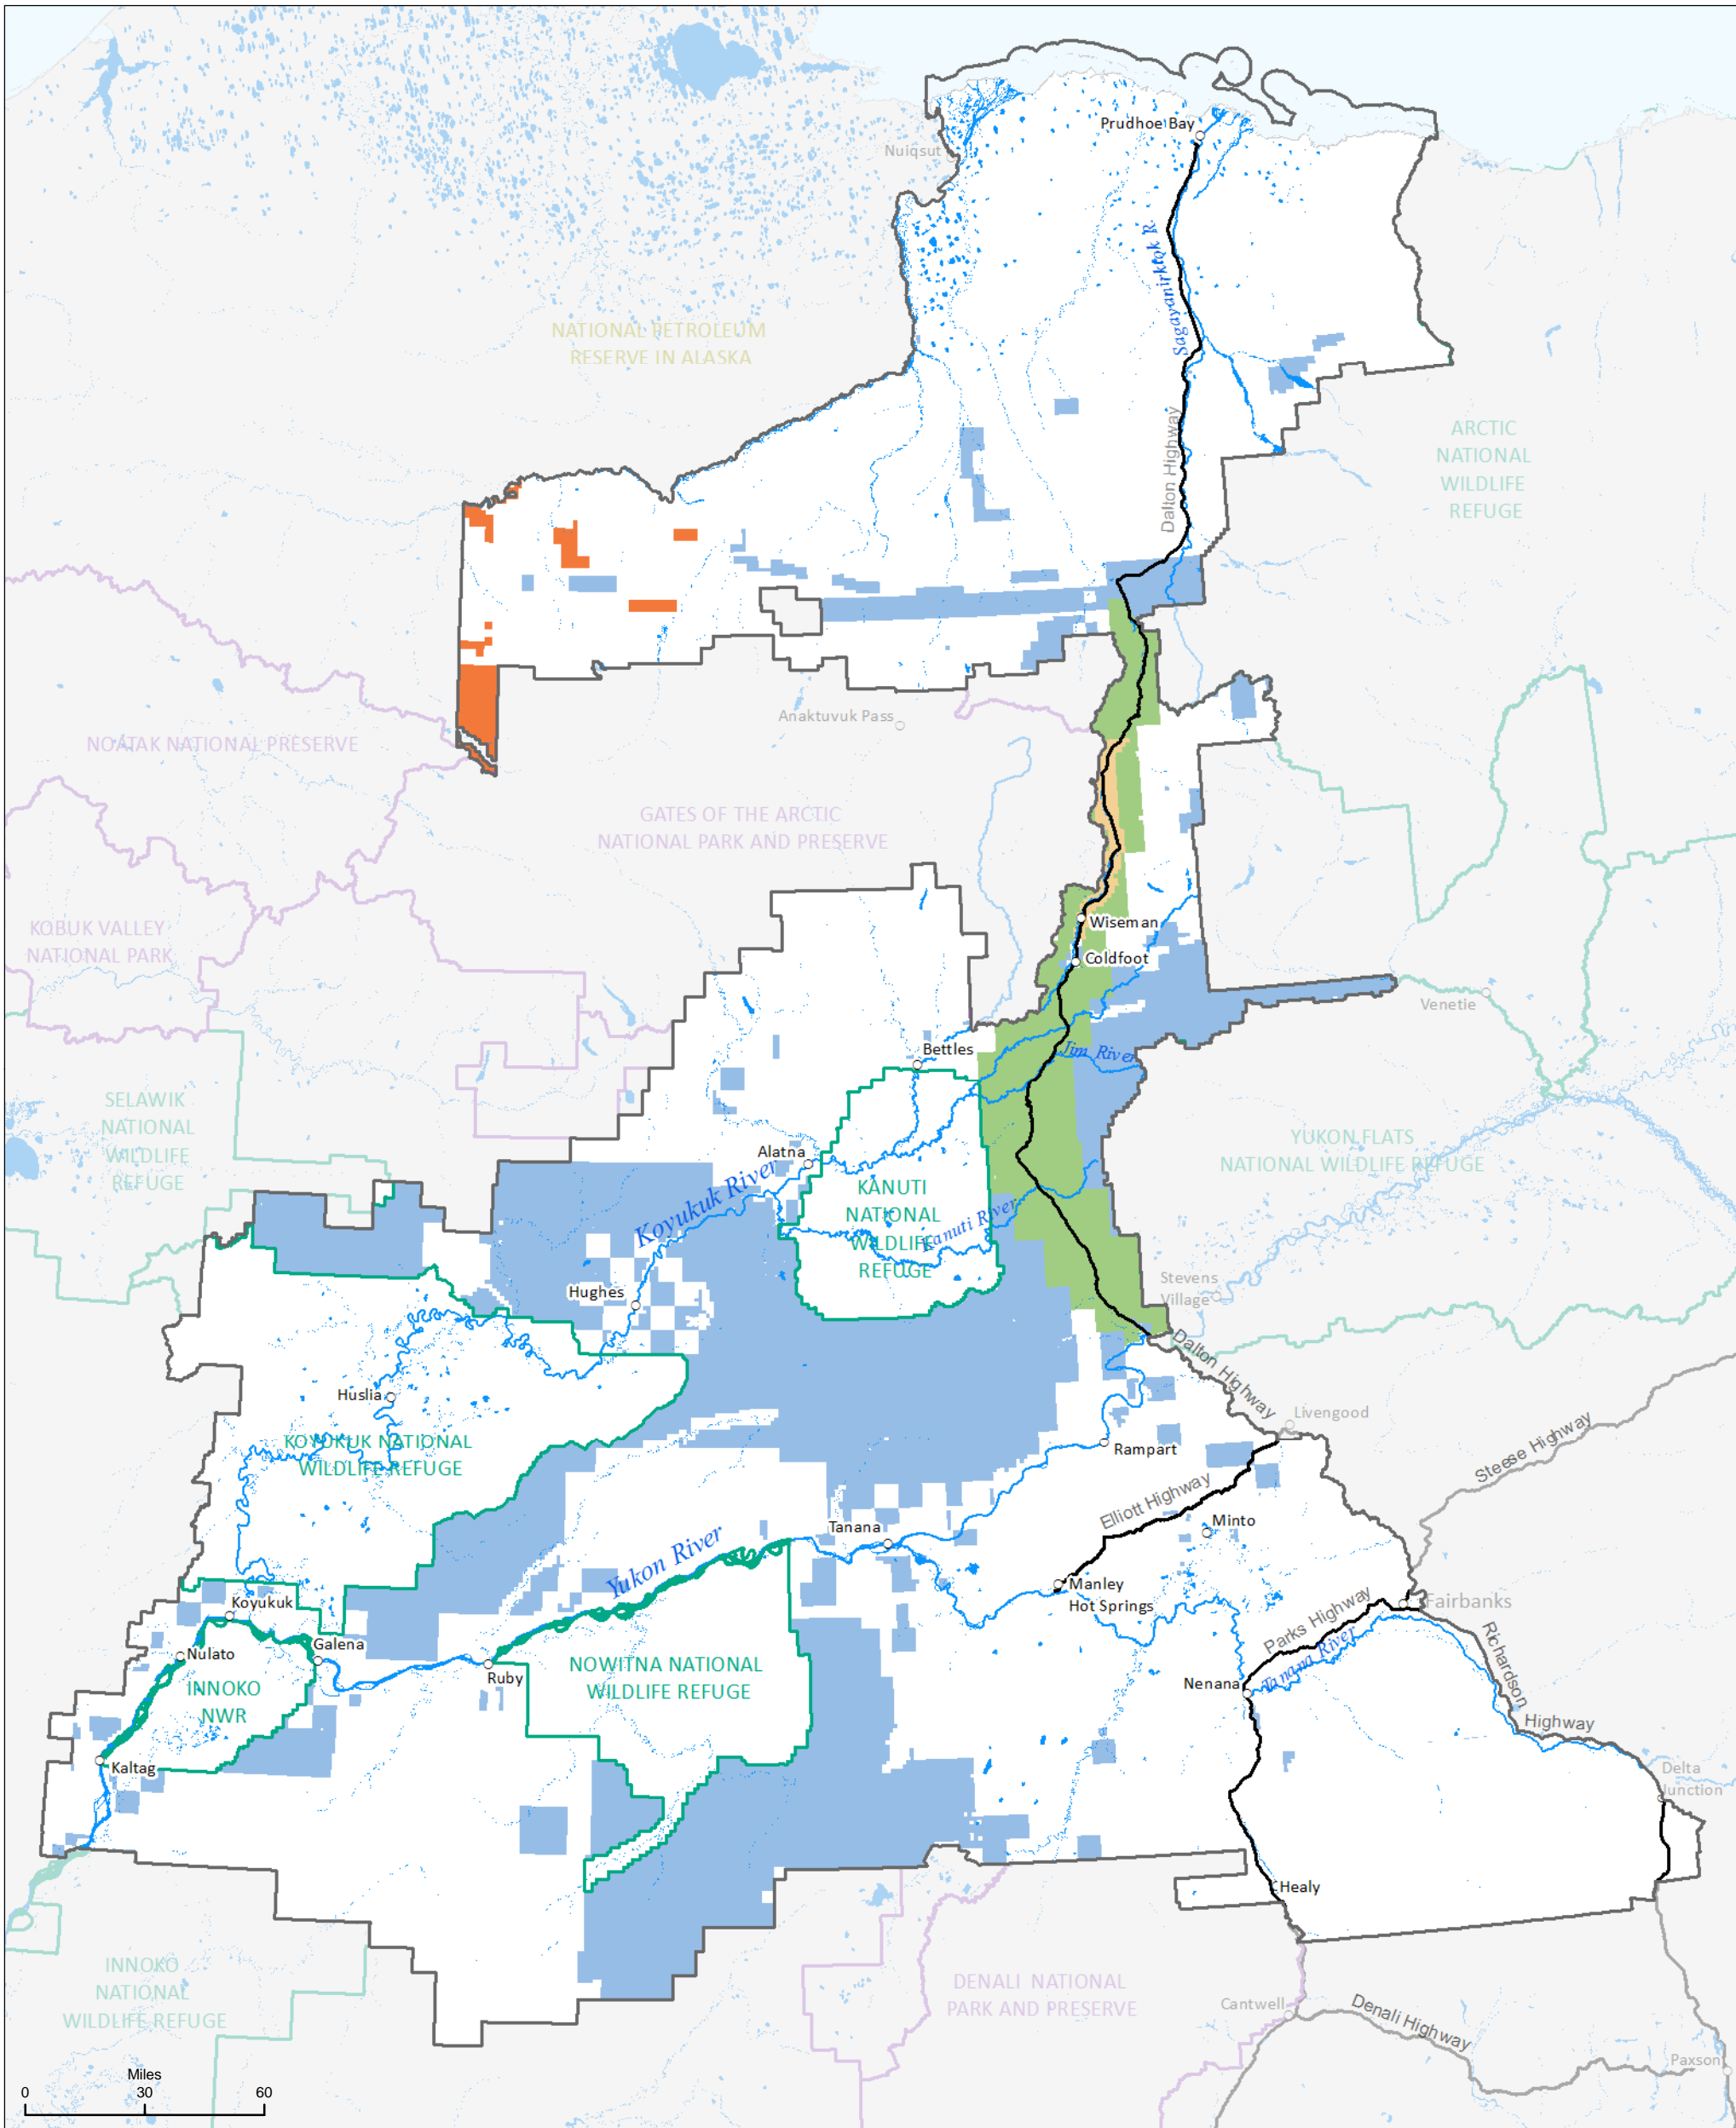 Prudhoe Bay
Nuiqsut
Sagavanirktok R
NATIONAL PETROLEUM
RESERVE IN ALASKA
Dalton Highway
ARCTIC
NATIONAL
WILDLIFE
REFUGE
Anaktuvuk Pass
NOATAK NATIONAL PRESERVE
GATES OF THE ARCTIC
NATIONAL PARK AND PRESERVE
KOBUK VALLEY
NATIONAL PARK
Wiseman
Coldfoot
Venetie
Bettles
Jim River
SELAWIK
NATIONAL
WILDLIFE
REFUGE
YUKON FLATS
NATIONAL WILDLIFE REFUGE
Alatna
Koyukuk River
KANUTI
NATIONAL
WILDLIFE
REFUGE
Kanuti River
Hughes
Stevens
Village
Dalton Highway
Huslia
Livengood
KOYUKUK NATIONAL
WILDLIFE REFUGE
Rampart
Steese Highway
Elliott Highway
Minto
Tanana
Yukon River
Manley
Hot Springs
Koyukuk
Fairbanks
Parks Highway
Nulato
Galena
Ruby
NOWITNA NATIONAL
WILDLIFE REFUGE
INNOKO
NWR
Nenana
Tanana River
Richardson
Highway
Kaltag
Delta
Junction
Healy
INNOKO
NATIONAL
WILDLIFE REFUGE
DENALI NATIONAL
PARK AND PRESERVE
Cantwell
Denali Highway
Paxson
Miles
0 30 60